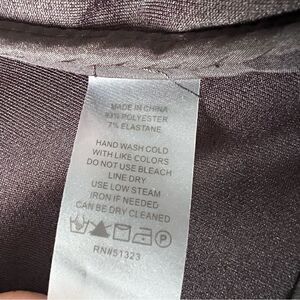 MADE IN CHINA
93% POLYESTER
7% ELASTANE
HAND WASH COLD
WITH LIKE COLORS
DO NOT USE BLEACH
LINE DRY
USE LOW STEAM
IRON IF NEEDED
CAN BE DRY CLEANED
P
RN#51323